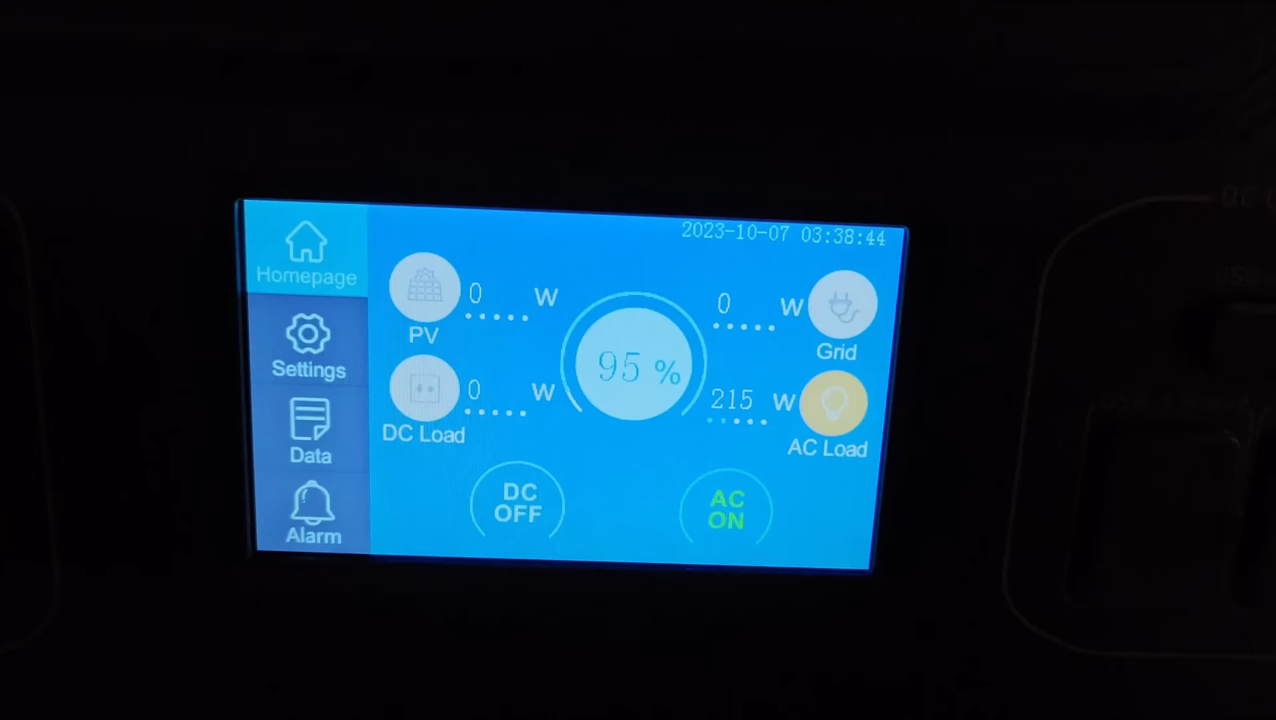 2023-10-07 03:38:44
Homepage
Settings
Data
Alarm
0 W
PV
0 W
DC Load
95 %
0 W
Grid
215 W
AC Load
DC
OFF
AC
ON